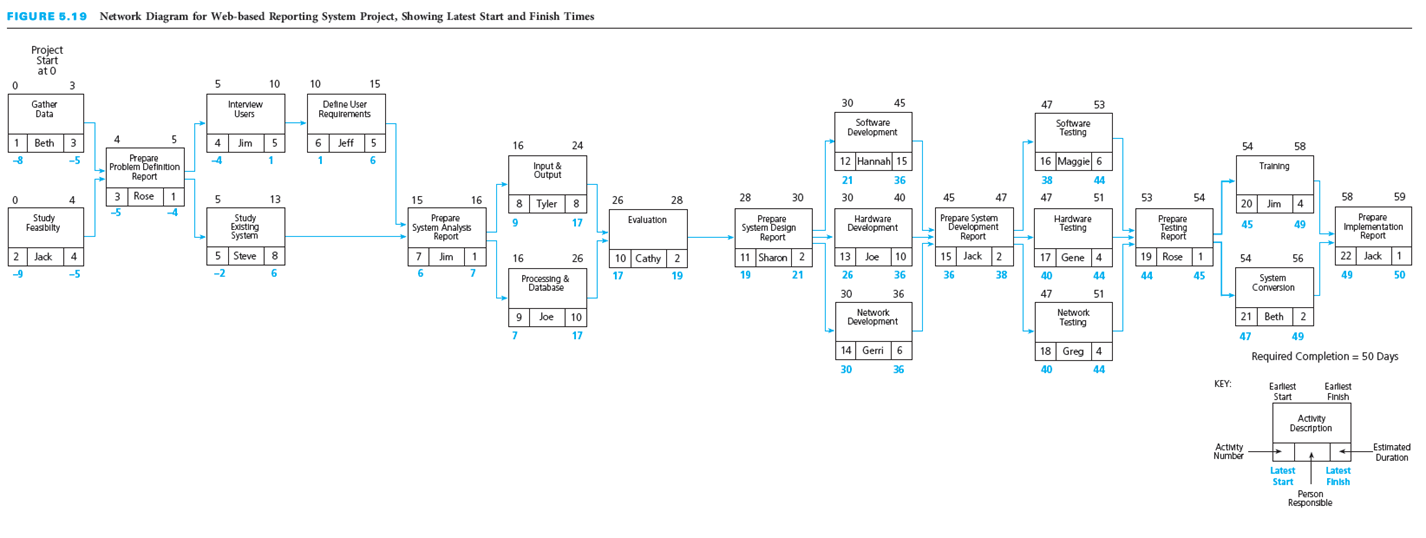 FIGURE 5.19 Network Diagram for Web-based Reporting System Project, Showing Latest Start and Finish Times
Project
Start
at 0
0 3
Gather
Data
1 Beth 3
–8 –5
0 4
Study
Feasibilty
2 Jack 4
–9 –5
4 5
Prepare
Problem Definition
Report
3 Rose 1
–5 –4
5 10
Interview
Users
4 Jim 5
–4 1
5 13
Study
Existing
System
5 Steve 8
–2 6
10 15
Define User
Requirements
6 Jeff 5
1 6
15 16
Prepare
System Analysis
Report
7 Jim 1
6 7
16 24
Input &
Output
8 Tyler 8
9 17
16 26
Processing &
Database
9 Joe 10
7 17
26 28
Evaluation
10 Cathy 2
17 19
28 30
Prepare
System Design
Report
11 Sharon 2
19 21
30 45
Software
Development
12 Hannah 15
21 36
30 40
Hardware
Development
13 Joe 10
26 36
30 36
Network
Development
14 Gerri 6
30 36
45 47
Prepare System
Development
Report
15 Jack 2
36 38
47 53
Software
Testing
16 Maggie 6
38 44
47 51
Hardware
Testing
17 Gene 4
40 44
47 51
Network
Testing
18 Greg 4
40 44
53 54
Prepare
Testing
Report
19 Rose 1
44 45
54 58
Training
20 Jim 4
45 49
54 56
System
Conversion
21 Beth 2
47 49
58 59
Prepare
Implementation
Report
22 Jack 1
49 50
Required Completion = 50 Days
KEY:
Earliest Earliest
Start Finish
Activity
Description
Activity
Number
Estimated
Duration
Latest Latest
Start Finish
Person
Responsible